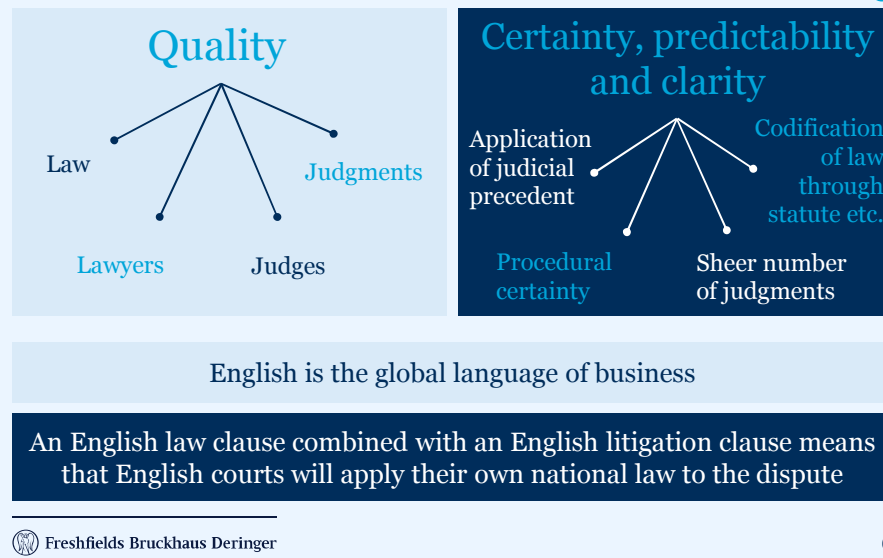 Quality
Law
Judgments
Lawyers
Judges
Certainty, predictability
and clarity
Application
of judicial
precedent
Codification
of law
through
statute etc.
Procedural
certainty
Sheer number
of judgments
English is the global language of business
An English law clause combined with an English litigation clause means
that English courts will apply their own national law to the dispute
Freshfields Bruckhaus Deringer